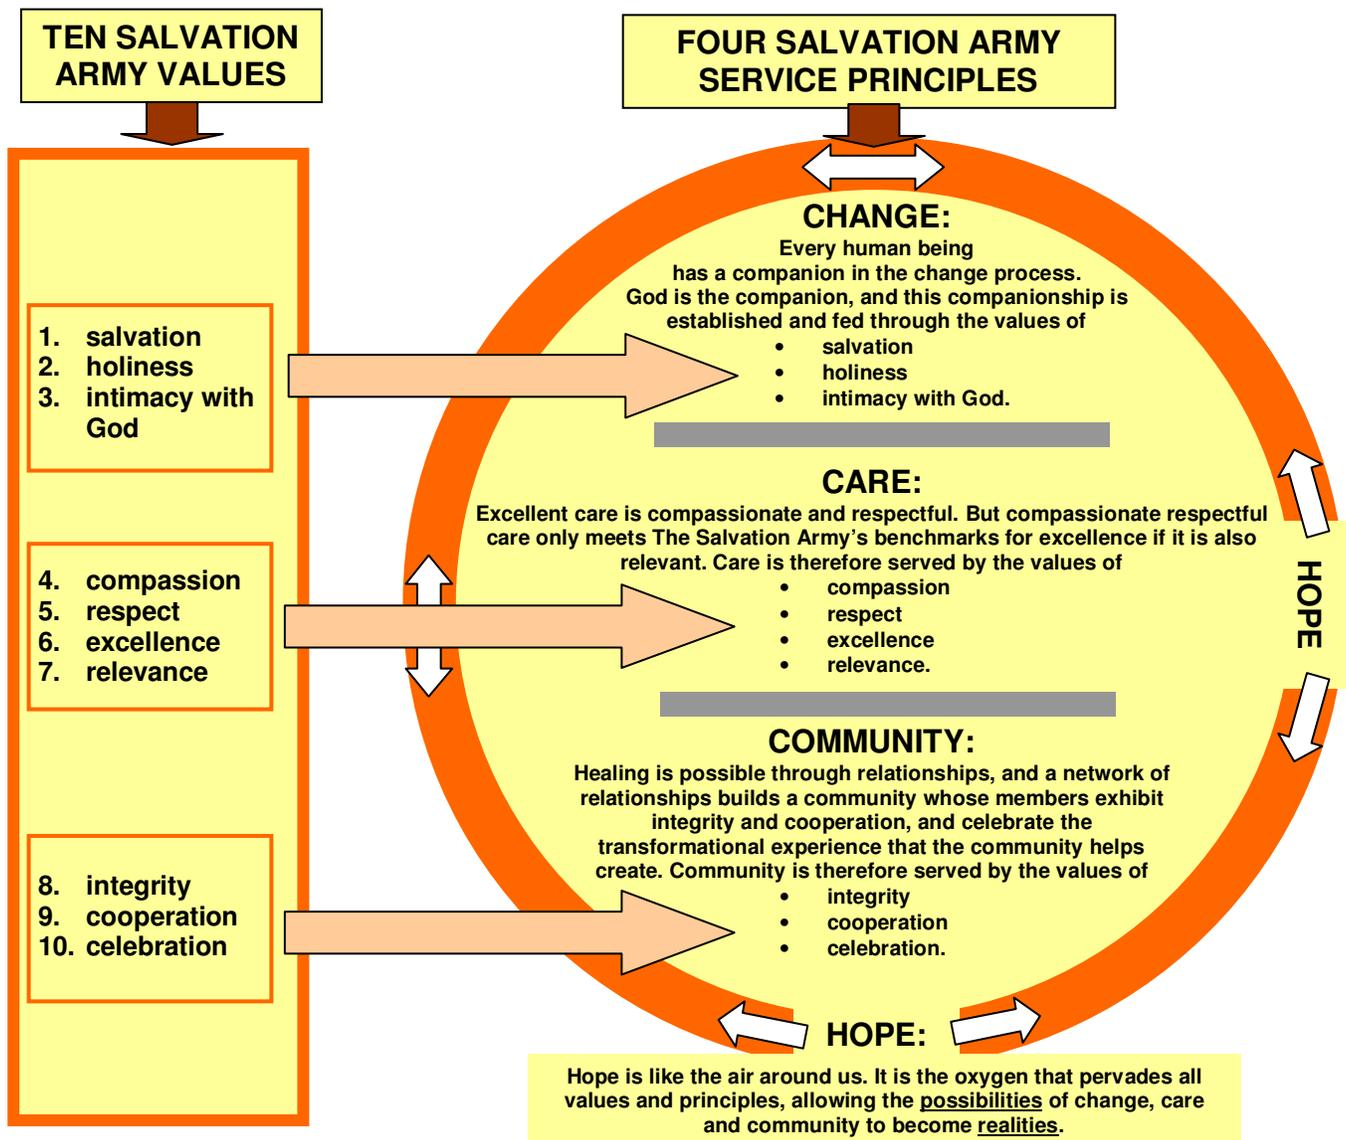 TEN SALVATION
ARMY VALUES
1. salvation
2. holiness
3. intimacy with
God
4. compassion
5. respect
6. excellence
7. relevance
8. integrity
9. cooperation
10. celebration
FOUR SALVATION ARMY
SERVICE PRINCIPLES
CHANGE:
Every human being
has a companion in the change process.
God is the companion, and this companionship is
established and fed through the values of
• salvation
• holiness
• intimacy with God.
CARE:
Excellent care is compassionate and respectful. But compassionate respectful
care only meets The Salvation Army’s benchmarks for excellence if it is also
relevant. Care is therefore served by the values of
• compassion
• respect
• excellence
• relevance.
HOPE
COMMUNITY:
Healing is possible through relationships, and a network of
relationships builds a community whose members exhibit
integrity and cooperation, and celebrate the
transformational experience that the community helps
create. Community is therefore served by the values of
• integrity
• cooperation
• celebration.
HOPE:
Hope is like the air around us. It is the oxygen that pervades all
values and principles, allowing the possibilities of change, care
and community to become realities.